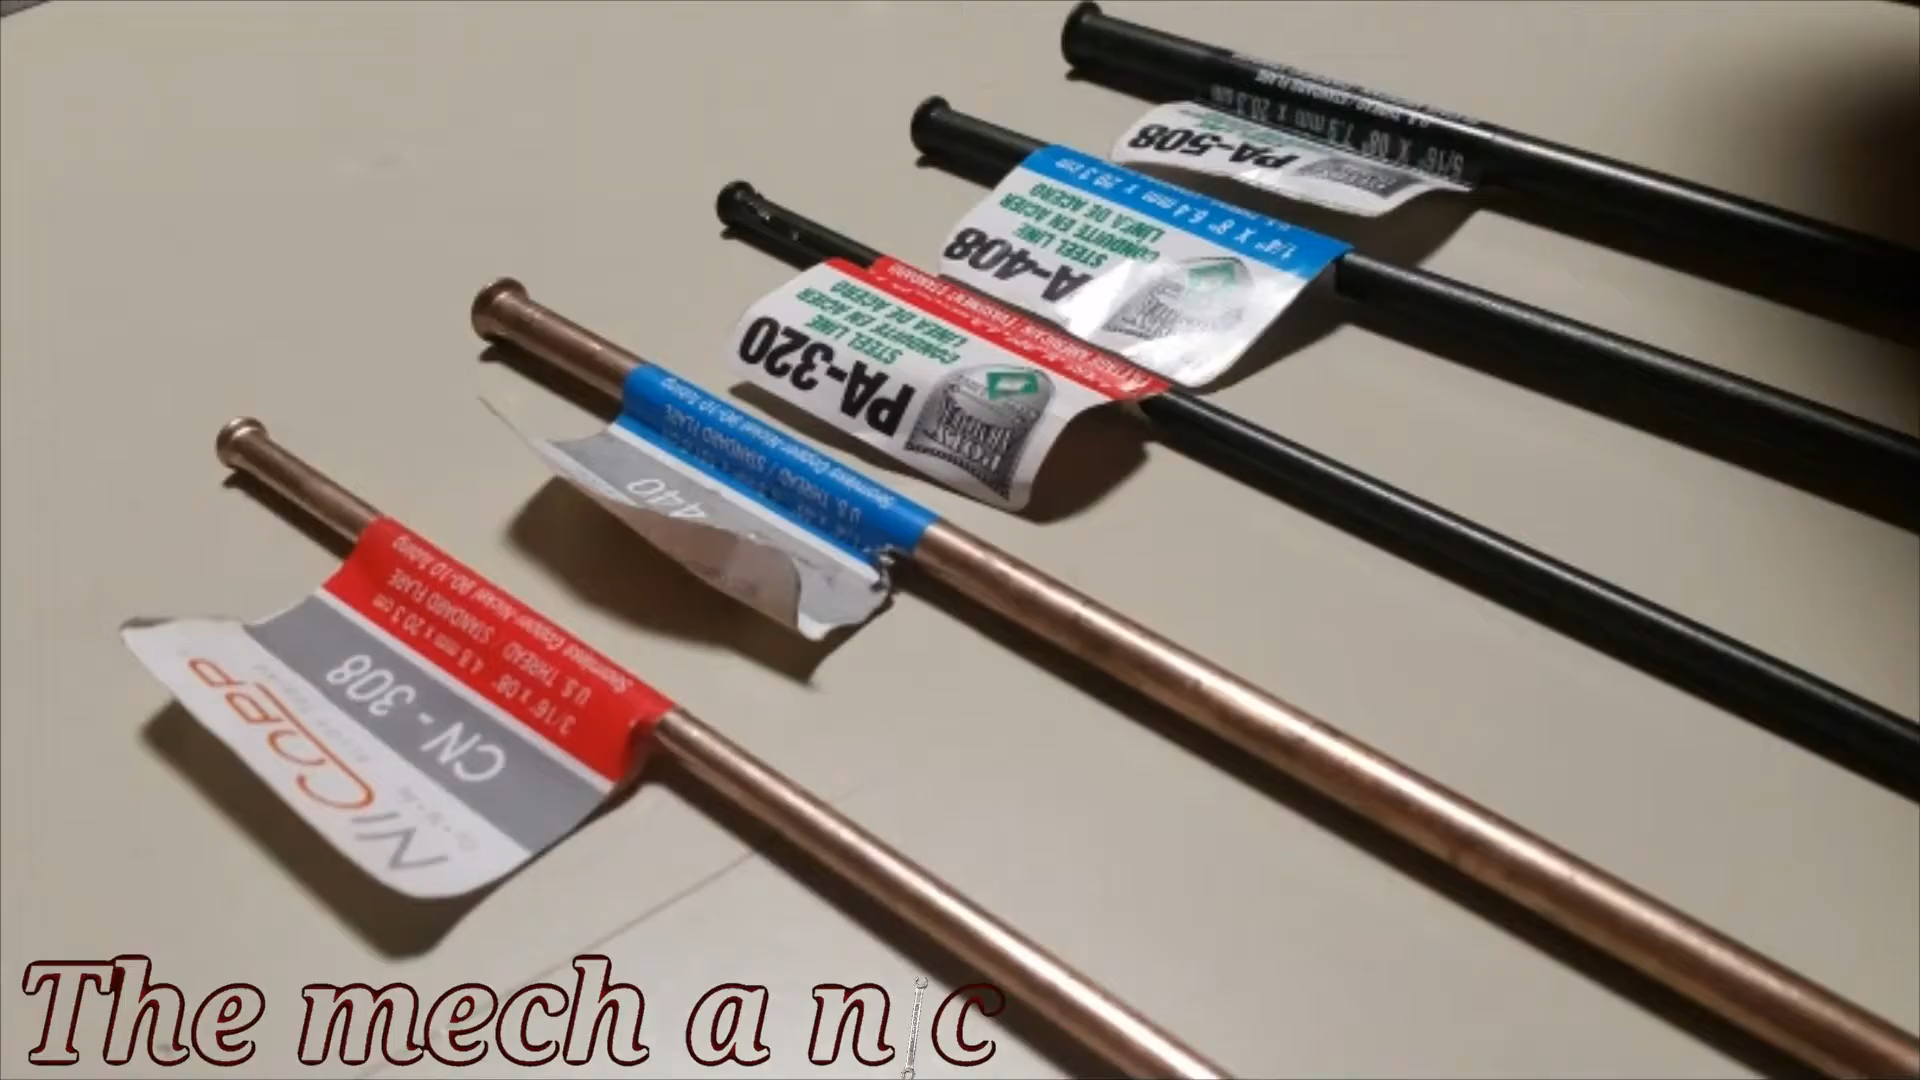 PA-508
5/16" X 08" 7.9 mm x 20.3 cm
A-408
STEEL LINE
CONDUITE EN ACIER
LINEA DE ACERO
1/4" X 8" 6.4 mm x 20.3 cm
PA-320
STEEL LINE
CONDUITE EN ACIER
LINEA DE ACERO
POLY
ARMOUR
440
U.S. THREAD / STANDARD FLARE
Seamless Copper-Nickel 90-10 Tubing
NICOPP
CN-308
3/16" x 08" 4.8 mm x 20.3 cm
U.S. THREAD STANDARD FLARE
Seamless Copper-Nickel 90-10 Tubing
The mechanic